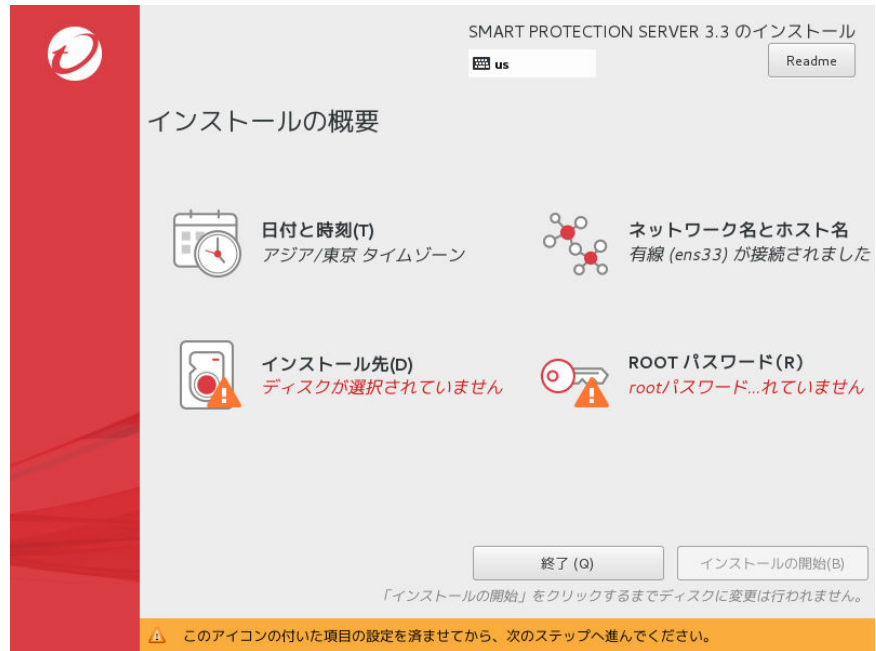 SMART PROTECTION SERVER 3.3 のインストール
us
Readme
インストールの概要
日付と時刻(T)
アジア/東京 タイムゾーン
ネットワーク名とホスト名
有線 (ens33) が接続されました
インストール先(D)
ディスクが選択されていません
ROOT パスワード(R)
rootパスワード...れていません
終了 (Q)
インストールの開始(B)
「インストールの開始」をクリックするまでディスクに変更は行われません。
このアイコンの付いた項目の設定を済ませてから、次のステップへ進んでください。